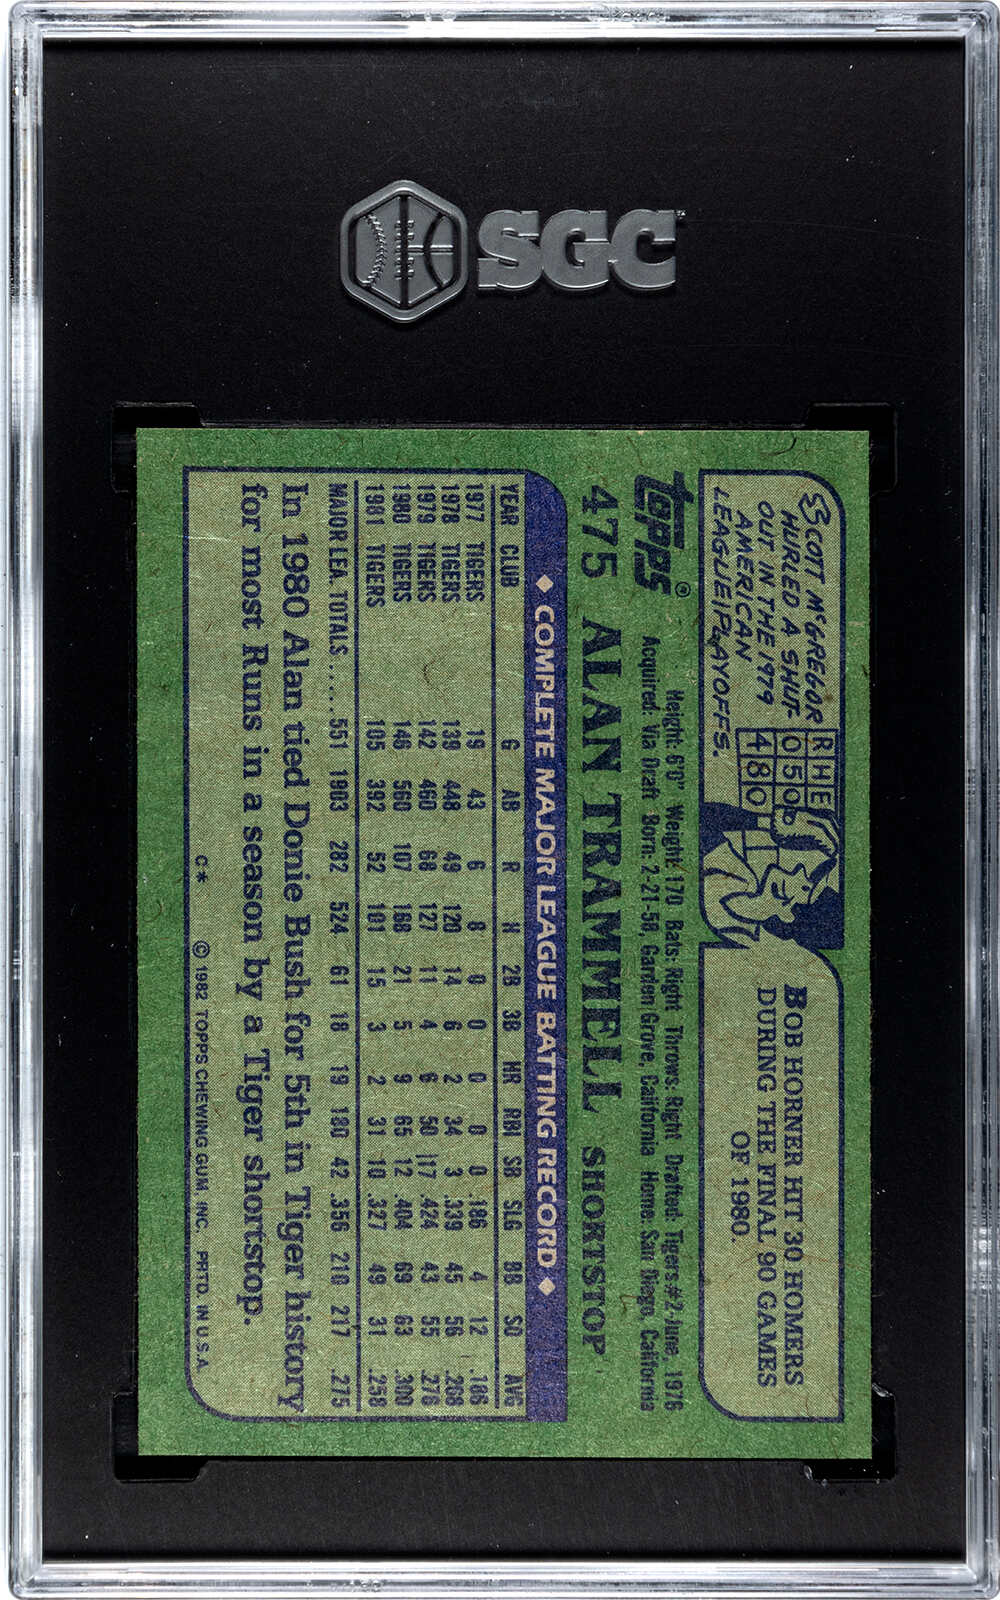 SGC
SCOTT McGREGOR
HURLED A SHUT-
OUT IN THE 1979
AMERICAN
LEAGUE PLAYOFFS.
R H E
0 5 0
4 8 0
BOB HORNER HIT 30 HOMERS
DURING THE FINAL 90 GAMES
OF 1980.
TOPPS®
Height: 6'0" Weight: 170 Bats: Right Throws: Right Drafted: Tigers #2-June, 1976
Acquired: Via Draft Born: 2-21-58, Garden Grove, California Home: San Diego, California
475 ALAN TRAMMELL SHORTSTOP
◆ COMPLETE MAJOR LEAGUE BATTING RECORD ◆
YEAR CLUB G AB R H 2B 3B HR RBI SB SLG BB SO AVG
1977 TIGERS 19 43 6 8 0 0 0 0 0 .186 4 12 .186
1978 TIGERS 139 448 49 120 14 6 2 34 3 .339 45 56 .268
1979 TIGERS 142 460 68 127 11 4 6 50 17 .424 43 55 .276
1980 TIGERS 146 560 107 168 21 5 9 65 12 .404 69 63 .300
1981 TIGERS 105 392 52 101 15 3 2 31 10 .327 49 31 .258
MAJOR LEA. TOTALS ..... 551 1903 282 524 61 18 19 180 42 .356 210 217 .275
In 1980 Alan tied Donie Bush for 5th in Tiger history
for most Runs in a season by a Tiger shortstop.
C* © 1982 TOPPS CHEWING GUM, INC. PRTD. IN U.S.A.